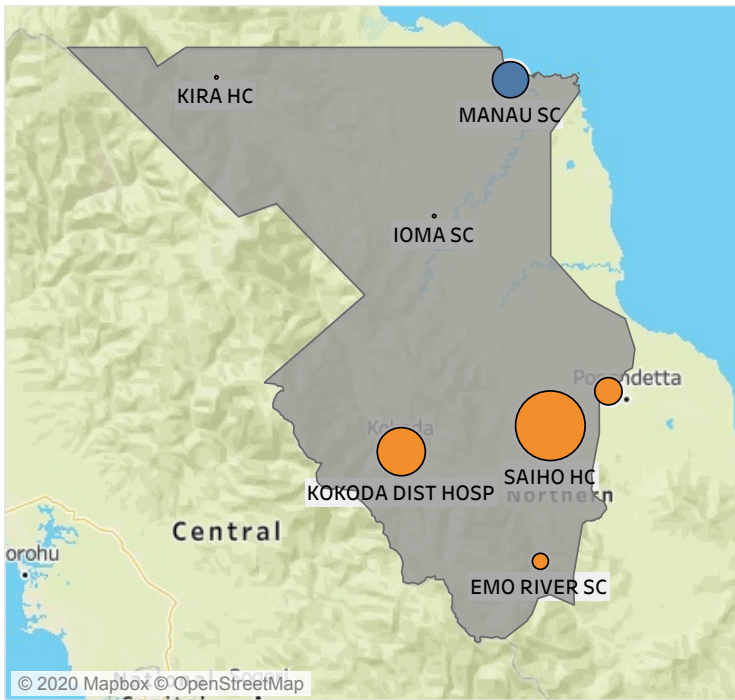 KIRA HC
MANAU SC
IOMA SC
Popondetta
Kokoda
SAIHO HC
KOKODA DIST HOSP
Northern
Central
orohu
EMO RIVER SC
© 2020 Mapbox © OpenStreetMap